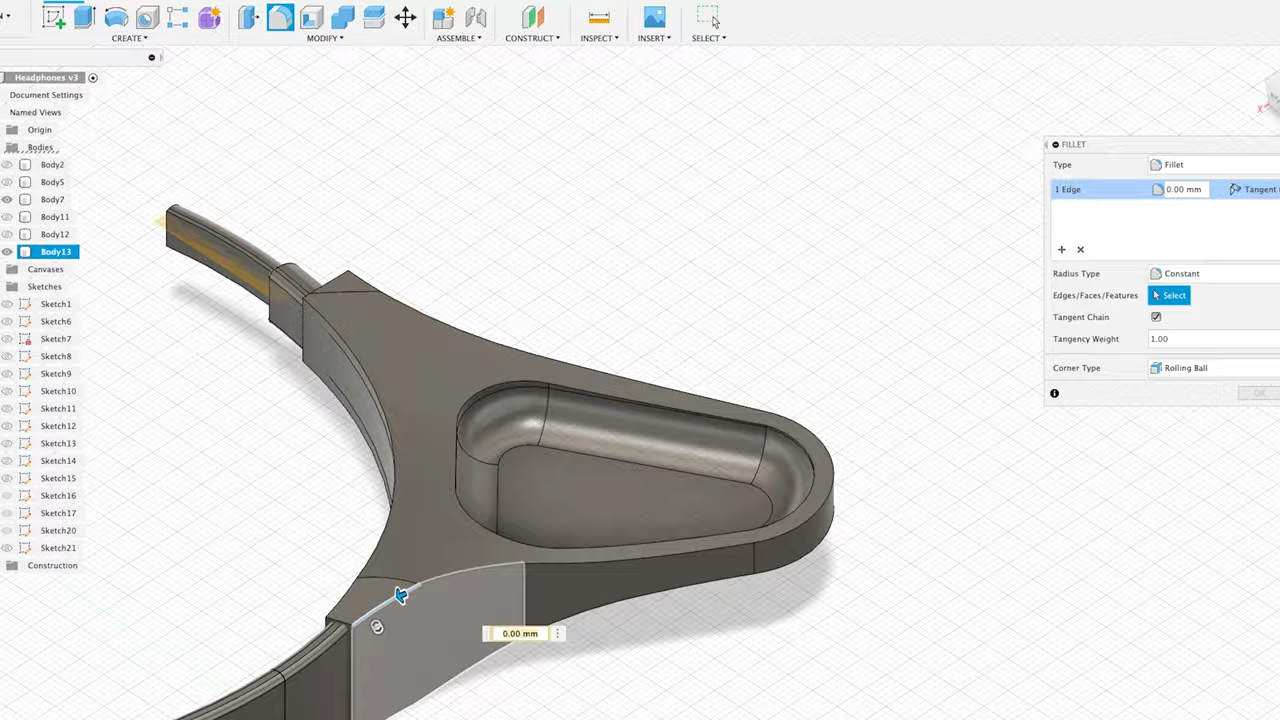 CREATE▾
MODIFY▾
ASSEMBLE▾
CONSTRUCT▾
INSPECT▾
INSERT▾
SELECT▾
Headphones v3
Document Settings
Named Views
Origin
Bodies
Body2
Body5
Body7
Body11
Body12
Body13
Canvases
Sketches
Sketch1
Sketch6
Sketch7
Sketch8
Sketch9
Sketch10
Sketch11
Sketch12
Sketch13
Sketch14
Sketch15
Sketch16
Sketch17
Sketch20
Sketch21
Construction
0.00 mm
X
FILLET
Type Fillet
1 Edge 0.00 mm Tangent
Radius Type Constant
Edges/Faces/Features Select
Tangent Chain
Tangency Weight 1.00
Corner Type Rolling Ball
OK